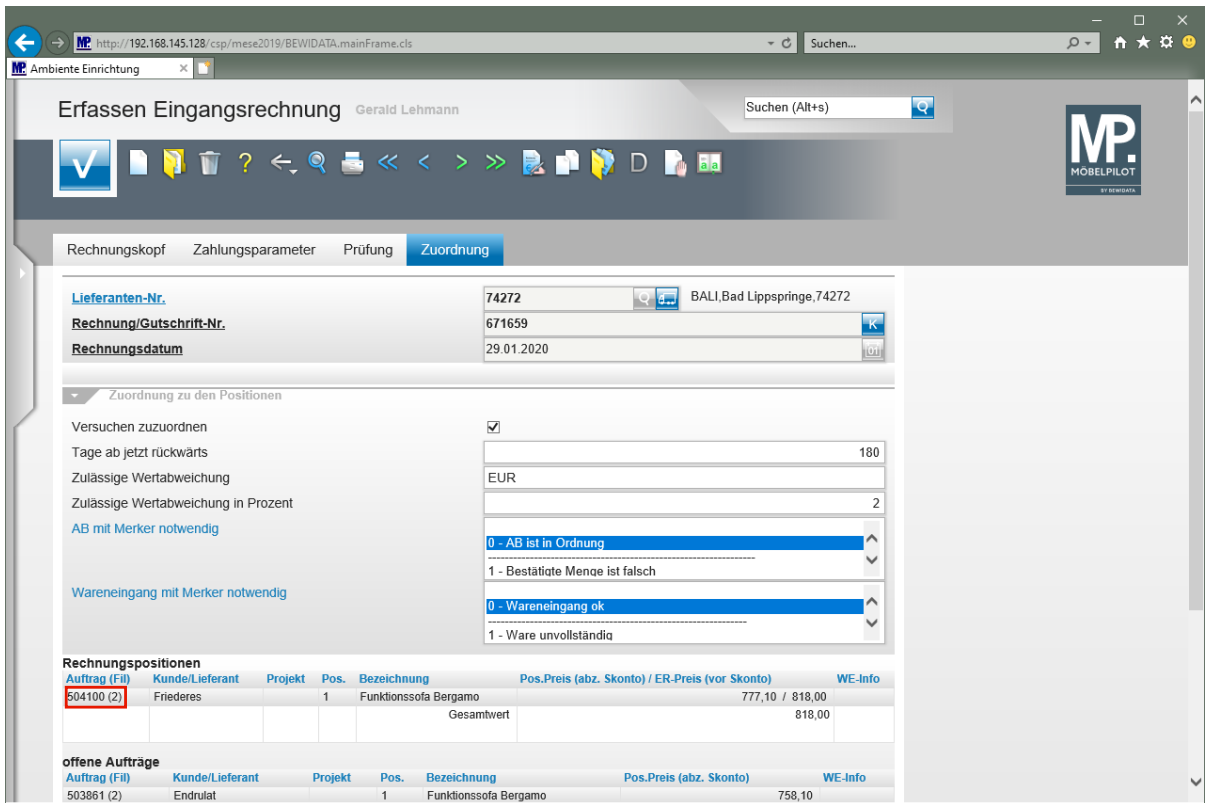 http://192.168.145.128/csp/mese2019/BEWIDATA.mainFrame.cls
Suchen...
MP. Ambiente Einrichtung
Erfassen Eingangsrechnung Gerald Lehmann
Suchen (Alt+s)
MP.
MÖBELPILOT
BY BEWIDATA
D
a a
Rechnungskopf Zahlungsparameter Prüfung Zuordnung
Lieferanten-Nr. 74272 BALI,Bad Lippspringe,74272
Rechnung/Gutschrift-Nr. 671659 K
Rechnungsdatum 29.01.2020 01
Zuordnung zu den Positionen
Versuchen zuzuordnen
Tage ab jetzt rückwärts 180
Zulässige Wertabweichung EUR
Zulässige Wertabweichung in Prozent 2
AB mit Merker notwendig
0 - AB ist in Ordnung
1 - Bestätigte Menge ist falsch
Wareneingang mit Merker notwendig
0 - Wareneingang ok
1 - Ware unvollständig
Rechnungspositionen
Auftrag (Fil) Kunde/Lieferant Projekt Pos. Bezeichnung Pos.Preis (abz. Skonto) / ER-Preis (vor Skonto) WE-Info
504100 (2) Friederes 1 Funktionssofa Bergamo 777,10 / 818,00
Gesamtwert 818,00
offene Aufträge
Auftrag (Fil) Kunde/Lieferant Projekt Pos. Bezeichnung Pos.Preis (abz. Skonto) WE-Info
503861 (2) Endrulat 1 Funktionssofa Bergamo 758,10